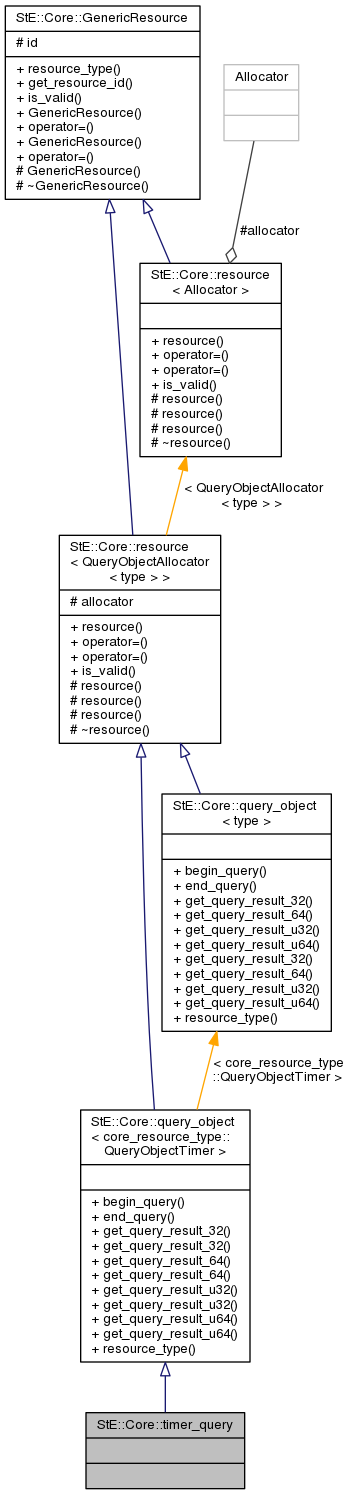 StE::Core::GenericResource
# id
+ resource_type()
+ get_resource_id()
+ is_valid()
+ GenericResource()
+ operator=()
+ GenericResource()
+ operator=()
# GenericResource()
# ~GenericResource()
Allocator
#allocator
StE::Core::resource
< Allocator >
+ resource()
+ operator=()
+ operator=()
+ is_valid()
# resource()
# resource()
# resource()
# ~resource()
< QueryObjectAllocator
< type > >
StE::Core::resource
< QueryObjectAllocator
< type > >
# allocator
+ resource()
+ operator=()
+ operator=()
+ is_valid()
# resource()
# resource()
# resource()
# ~resource()
StE::Core::query_object
< type >
+ begin_query()
+ end_query()
+ get_query_result_32()
+ get_query_result_64()
+ get_query_result_u32()
+ get_query_result_u64()
+ get_query_result_32()
+ get_query_result_64()
+ get_query_result_u32()
+ get_query_result_u64()
+ resource_type()
< core_resource_type
::QueryObjectTimer >
StE::Core::query_object
< core_resource_type::
QueryObjectTimer >
+ begin_query()
+ end_query()
+ get_query_result_32()
+ get_query_result_32()
+ get_query_result_64()
+ get_query_result_64()
+ get_query_result_u32()
+ get_query_result_u32()
+ get_query_result_u64()
+ get_query_result_u64()
+ resource_type()
StE::Core::timer_query